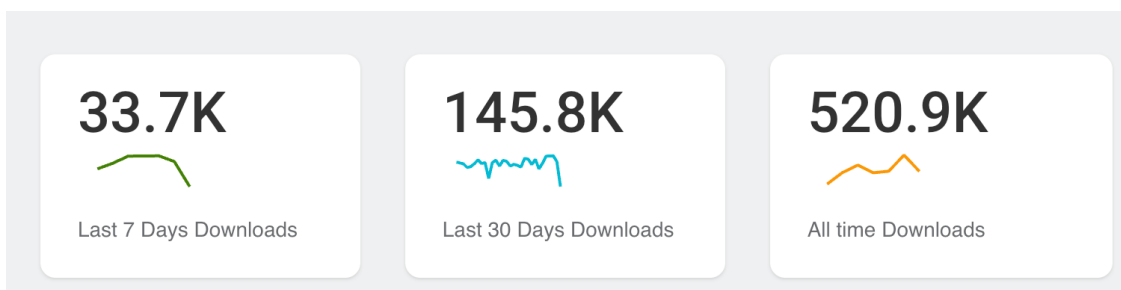 33.7K
Last 7 Days Downloads
145.8K
Last 30 Days Downloads
520.9K
All time Downloads